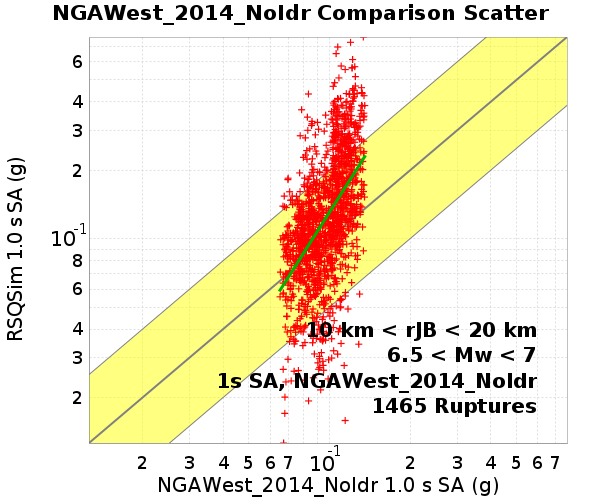 NGAWest_2014_NoIdr Comparison Scatter
RSQSim 1.0 s SA (g)
6
4
3
2
10-1
8
6
4
3
2
10 km < rJB < 20 km
6.5 < Mw < 7
1s SA, NGAWest_2014_NoIdr
1465 Ruptures
2 3 4 5 6 7 10-1 2 3 4 5 6 7
NGAWest_2014_NoIdr 1.0 s SA (g)